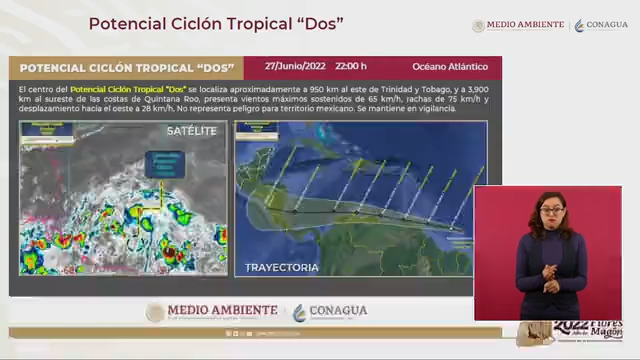 Potencial Ciclón Tropical “Dos”
MEDIO AMBIENTE
CONAGUA
POTENCIAL CICLÓN TROPICAL “DOS”
27/Junio/2022
22:00 h
Océano Atlántico
El centro del Potencial Ciclón Tropical “Dos” se localiza aproximadamente a 950 km al este de Trinidad y Tobago, y a 3,900
km al sureste de las costas de Quintana Roo, presenta vientos máximos sostenidos de 65 km/h, rachas de 75 km/h y
desplazamiento hacia el oeste a 28 km/h. No representa peligro para territorio mexicano. Se mantiene en vigilancia.
SATÉLITE
TRAYECTORIA
MEDIO AMBIENTE
CONAGUA
2022 Flores
Magón